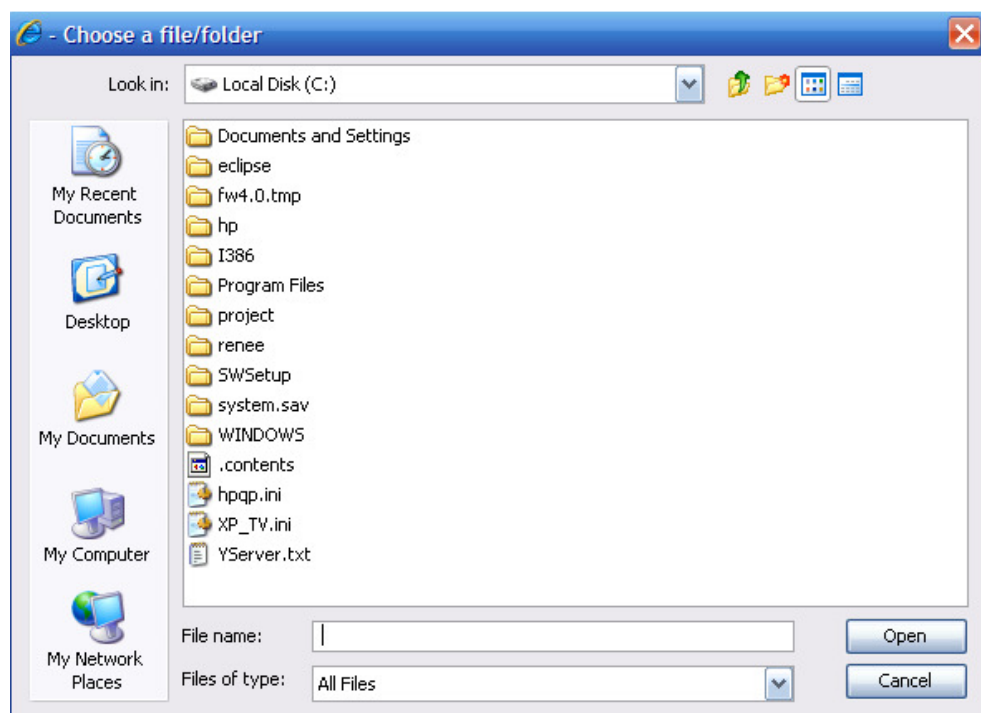 - Choose a file/folder
Look in:
Local Disk (C:)
My Recent
Documents
Desktop
My Documents
My Computer
My Network
Places
Documents and Settings
eclipse
fw4.0.tmp
hp
I386
Program Files
project
renee
SWSetup
system.sav
WINDOWS
.contents
hpqp.ini
XP_TV.ini
YServer.txt
File name:
Open
Files of type:
All Files
Cancel